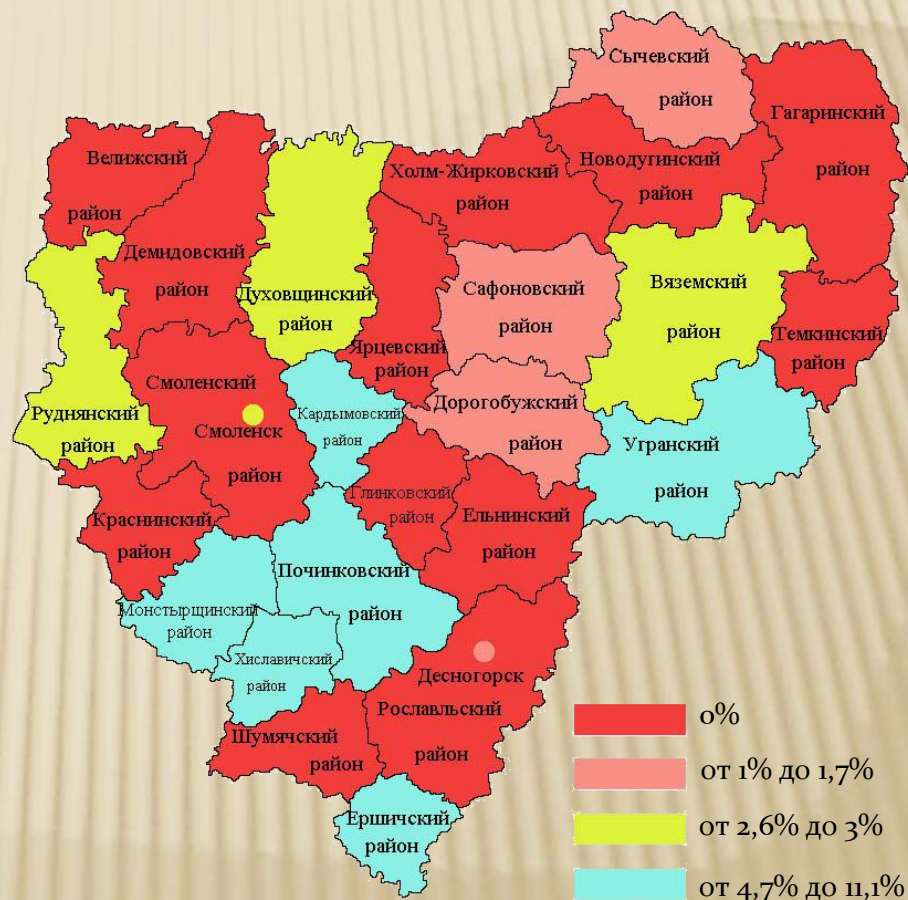 Сычевский
район
Гагаринский
район
Велижский
район
Холм-Жирковский
район
Новодугинский
район
Демидовский
район
Духовщинский
район
Сафоновский
район
Вяземский
район
Темкинский
район
Ярцевский
район
Смоленский
Смоленск
район
Руднянский
район
Кардымовский
район
Дорогобужский
район
Угранский
район
Краснинский
район
Глинковский
район
Ельнинский
район
Починковский
район
Монстырщинский
район
Хиславичский
район
Десногорск
Рославльский
район
Шумячский
район
Ершичский
район
0%
от 1% до 1,7%
от 2,6% до 3%
от 4,7% до 11,1%